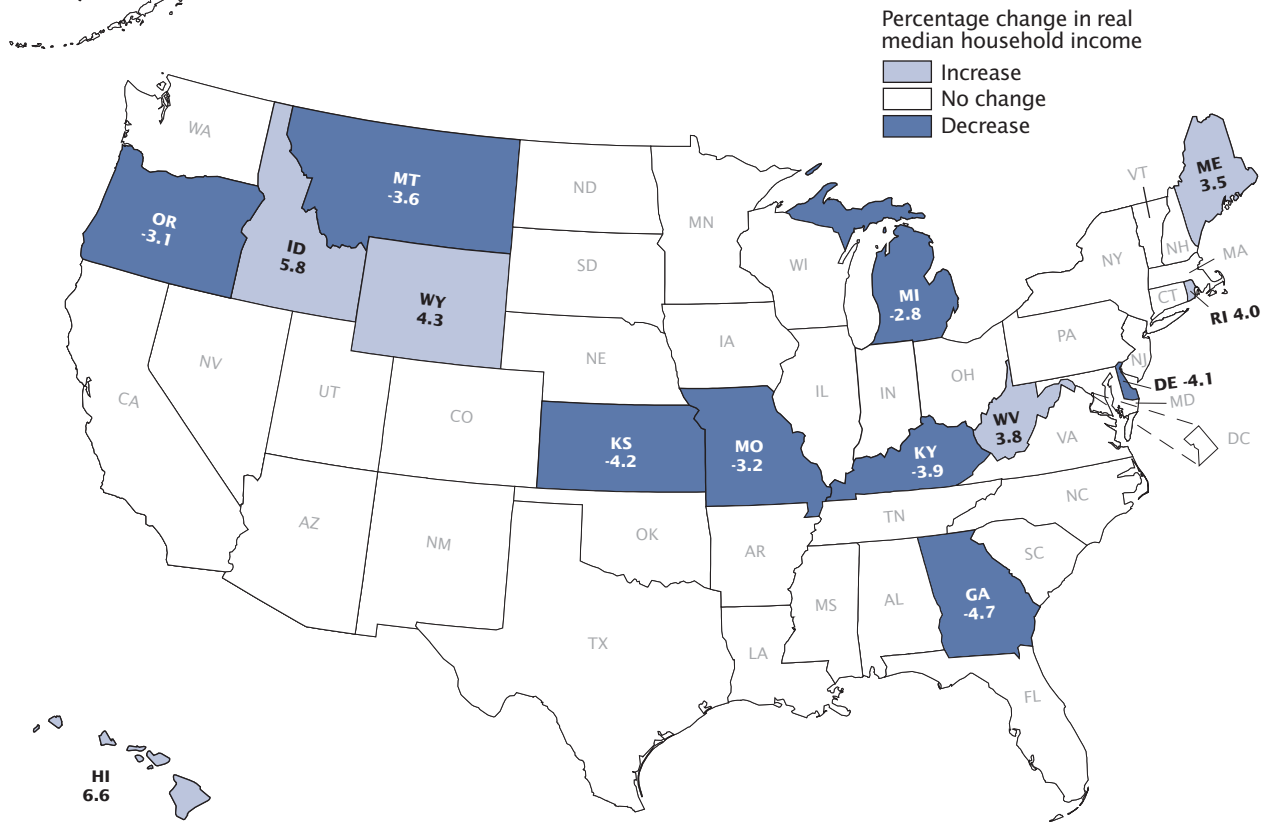 Percentage change in real
median household income
Increase
No change
Decrease
WA
MT
-3.6
ND
MN
VT
ME
3.5
OR
-3.1
ID
5.8
SD
WI
NY
NH
MA
WY
4.3
MI
-2.8
CT
RI 4.0
NE
IA
PA
NJ
NV
UT
CO
IL
IN
OH
DE -4.1
MD
CA
KS
-4.2
MO
-3.2
KY
-3.9
WV
3.8
VA
DC
AZ
NM
OK
AR
TN
NC
SC
TX
LA
MS
AL
GA
-4.7
FL
HI
6.6